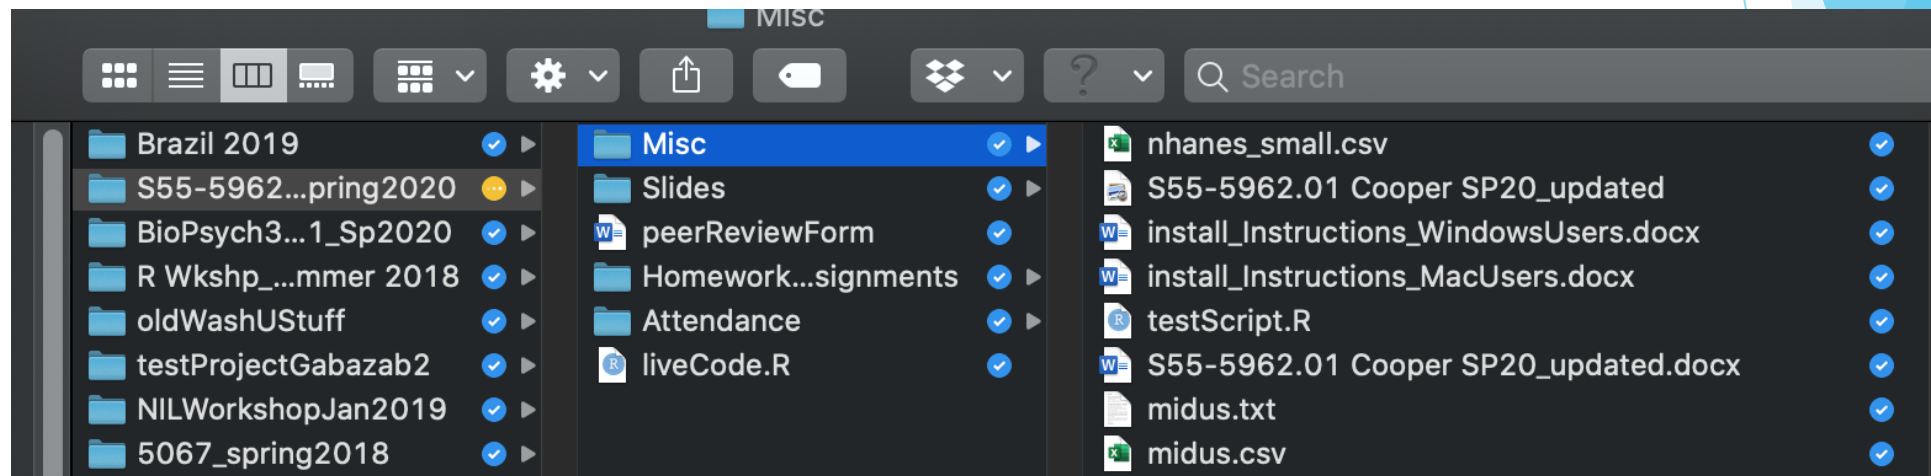 Misc
Search
Brazil 2019
S55-5962...pring2020
BioPsych3...1_Sp2020
R Wkshp_...mmer 2018
oldWashUStuff
testProjectGabazab2
NILWorkshopJan2019
5067_spring2018
Misc
Slides
peerReviewForm
Homework...signments
Attendance
liveCode.R
nhanes_small.csv
S55-5962.01 Cooper SP20_updated
install_Instructions_WindowsUsers.docx
install_Instructions_MacUsers.docx
testScript.R
S55-5962.01 Cooper SP20_updated.docx
midus.txt
midus.csv